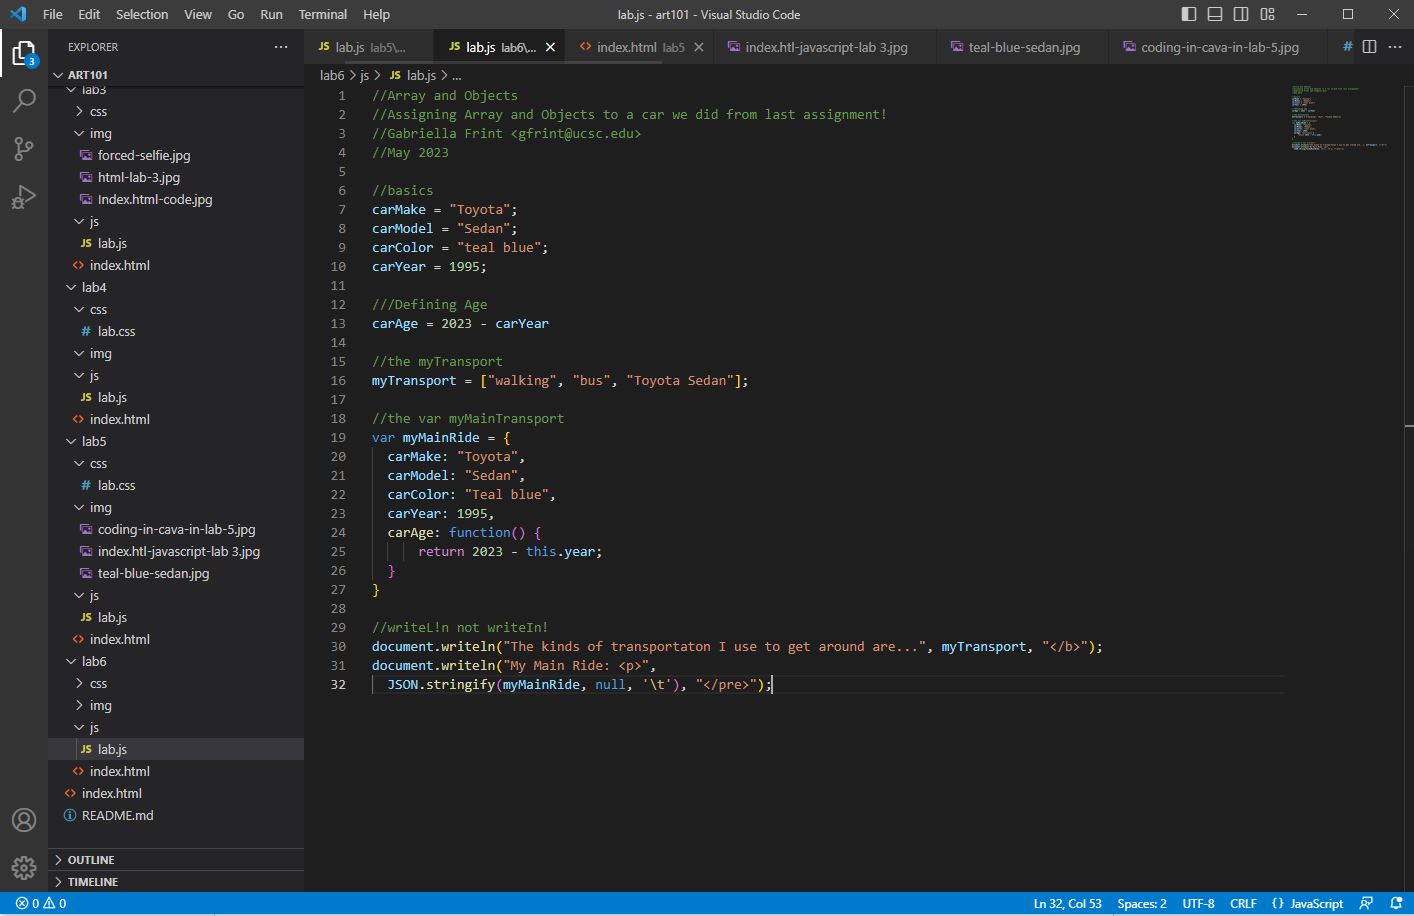 File Edit Selection View Go Run Terminal Help
lab.js - art101 - Visual Studio Code
3
EXPLORER
ART101
lab3
css
img
forced-selfie.jpg
html-lab-3.jpg
Index.html-code.jpg
js
JS lab.js
index.html
lab4
css
# lab.css
img
js
JS lab.js
index.html
lab5
css
# lab.css
img
coding-in-cava-in-lab-5.jpg
index.htl-javascript-lab 3.jpg
teal-blue-sedan.jpg
js
JS lab.js
index.html
lab6
css
img
js
JS lab.js
index.html
index.html
README.md
OUTLINE
TIMELINE
JS lab.js lab5\... JS lab.js lab6\... index.html lab5 index.htl-javascript-lab 3.jpg teal-blue-sedan.jpg coding-in-cava-in-lab-5.jpg #
lab6 > js > JS lab.js > ...
1 //Array and Objects
2 //Assigning Array and Objects to a car we did from last assignment!
3 //Gabriella Frint <gfrint@ucsc.edu>
4 //May 2023
5
6 //basics
7 carMake = "Toyota";
8 carModel = "Sedan";
9 carColor = "teal blue";
10 carYear = 1995;
11
12 ///Defining Age
13 carAge = 2023 - carYear
14
15 //the myTransport
16 myTransport = ["walking", "bus", "Toyota Sedan"];
17
18 //the var myMainTransport
19 var myMainRide = {
20 carMake: "Toyota",
21 carModel: "Sedan",
22 carColor: "Teal blue",
23 carYear: 1995,
24 carAge: function() {
25 return 2023 - this.year;
26 }
27 }
28
29 //writeL!n not writeIn!
30 document.writeln("The kinds of transportaton I use to get around are...", myTransport, "</b>");
31 document.writeln("My Main Ride: <p>",
32 JSON.stringify(myMainRide, null, '\t'), "</pre>");
0 0
Ln 32, Col 53 Spaces: 2 UTF-8 CRLF {} JavaScript